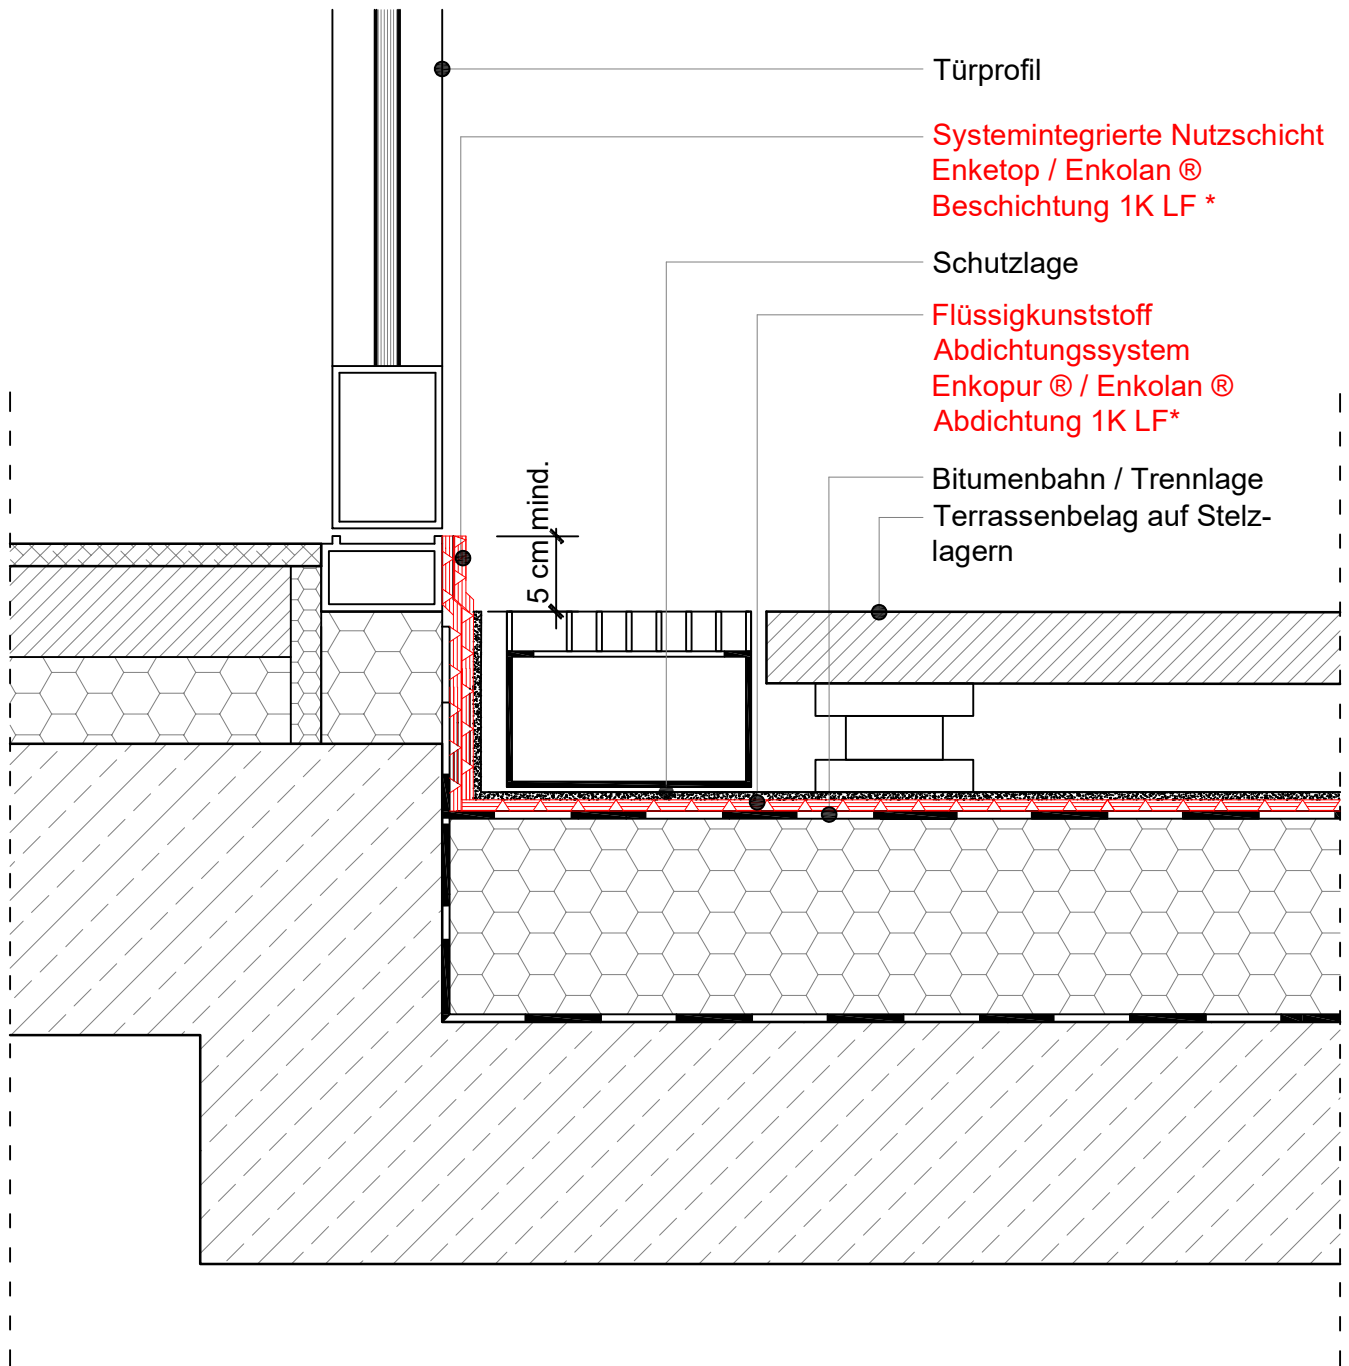 Türprofil
Systemintegrierte Nutzschicht
Enketop / Enkolan ®
Beschichtung 1K LF *
Schutzlage
Flüssigkunststoff
Abdichtungssystem
Enkopur ® / Enkolan ®
Abdichtung 1K LF*
Bitumenbahn / Trennlage
Terrassenbelag auf Stelz-
lagern
5 cm mind.